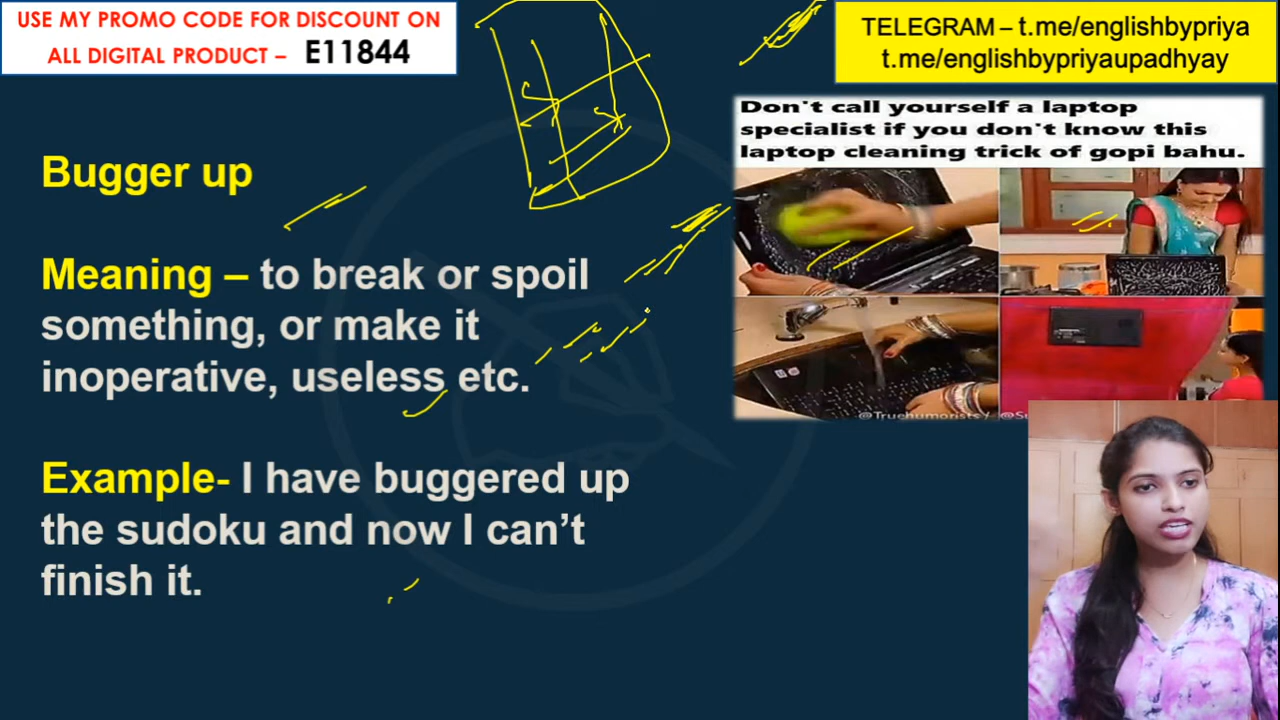 USE MY PROMO CODE FOR DISCOUNT ON
ALL DIGITAL PRODUCT – E11844
TELEGRAM – t.me/englishbypriya
t.me/englishbypriyaupadhyay
Don't call yourself a laptop
specialist if you don't know this
laptop cleaning trick of gopi bahu.
Bugger up
Meaning – to break or spoil
something, or make it
inoperative, useless etc.
@Truehumorists /
Example- I have buggered up
the sudoku and now I can't
finish it.